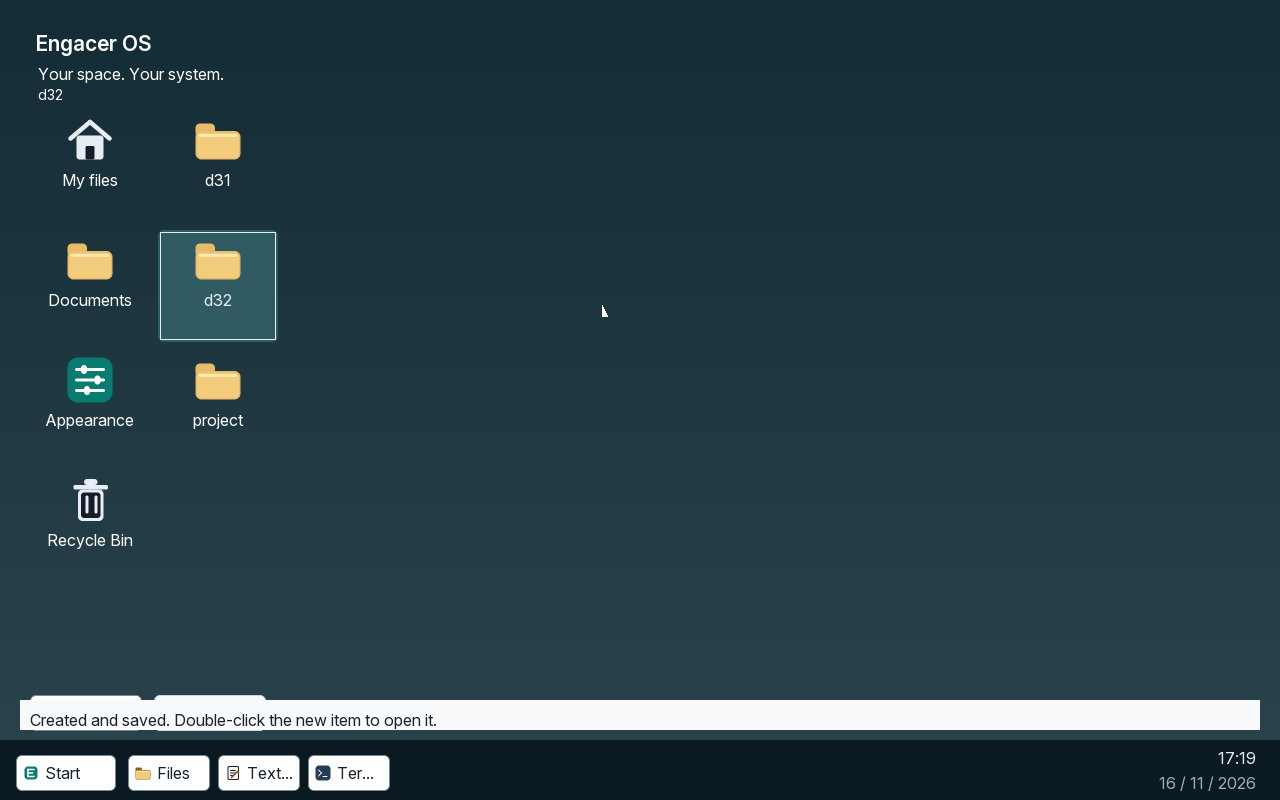 Engacer OS
Your space. Your system.
d32
My files
d31
Documents
d32
Appearance
project
Recycle Bin
Created and saved. Double-click the new item to open it.
Start
Files
Text...
Ter...
17:19
16 / 11 / 2026